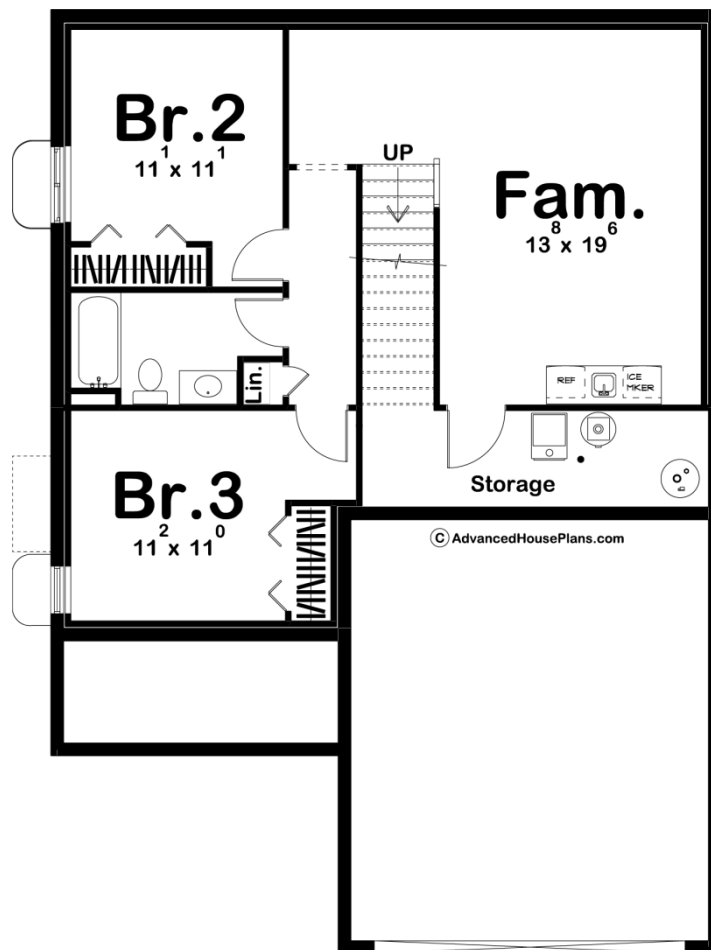 Br.2
11¹ x 11¹
UP
Fam.
13⁸ x 19⁶
REF
ICE
MKER
Lin.
Br.3
11² x 11⁰
Storage
© AdvancedHousePlans.com